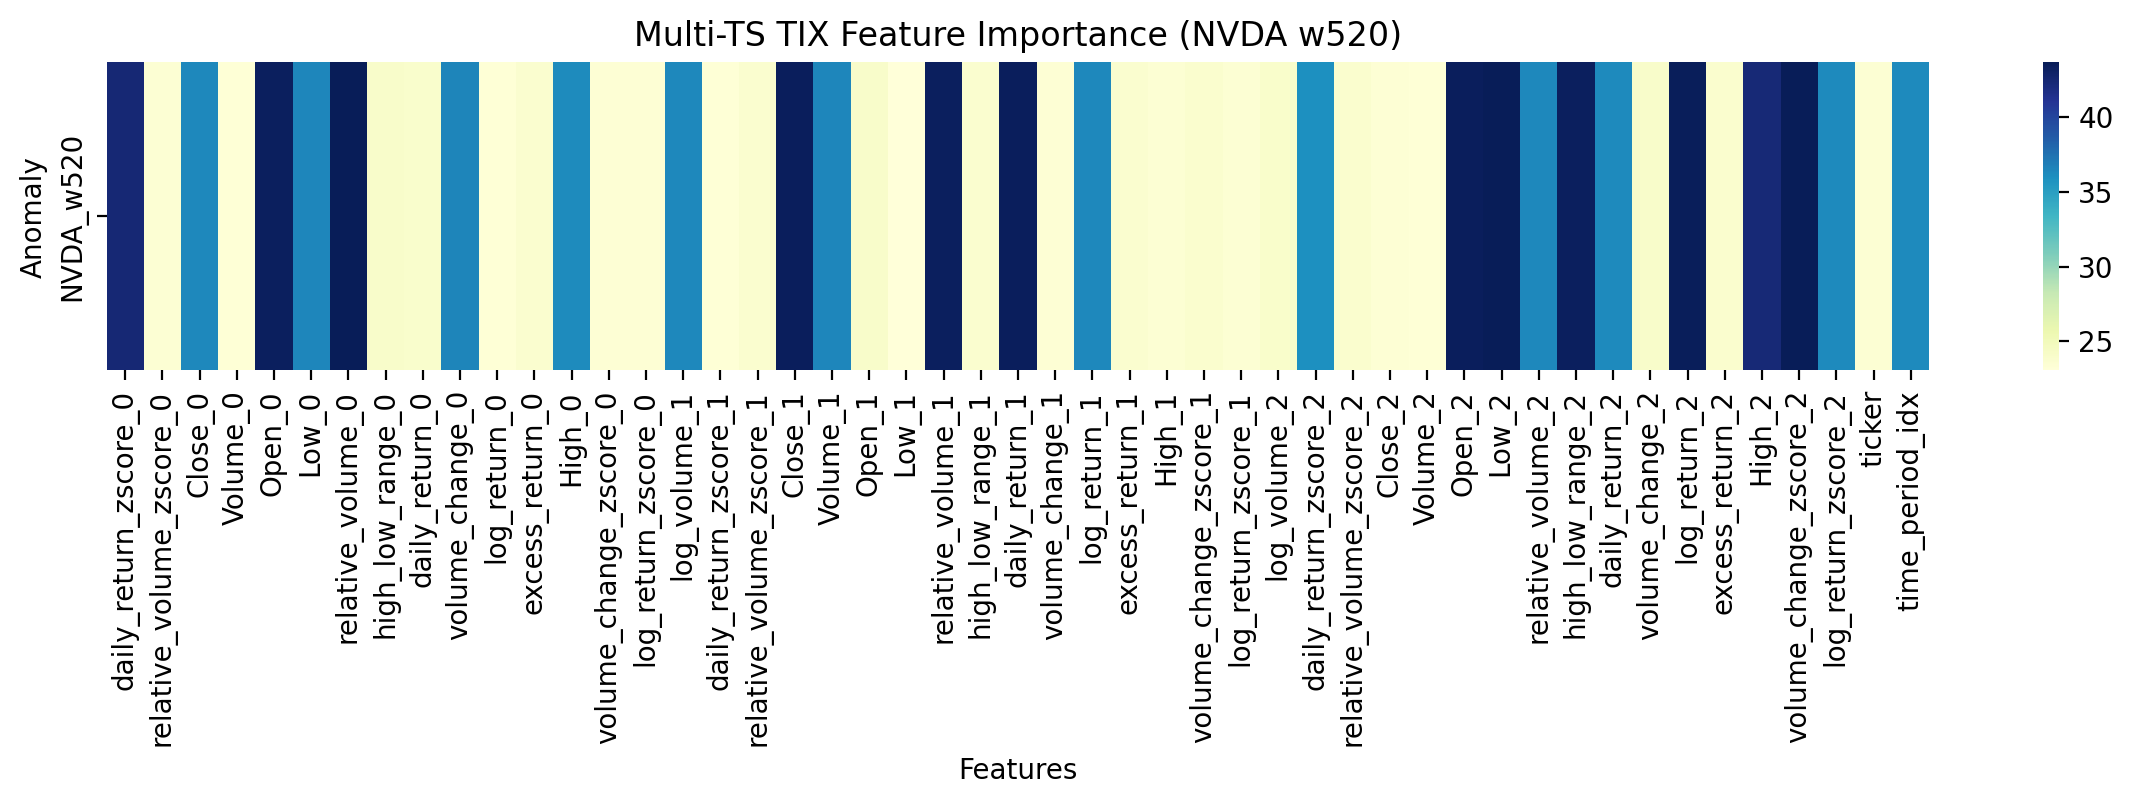 Multi-TS TIX Feature Importance (NVDA w520)
Anomaly
NVDA_w520
40
35
30
25
daily_return_zscore_0
relative_volume_zscore_0
Close_0
Volume_0
Open_0
Low_0
relative_volume_0
high_low_range_0
daily_return_0
volume_change_0
log_return_0
excess_return_0
High_0
volume_change_zscore_0
log_return_zscore_0
log_volume_1
daily_return_zscore_1
relative_volume_zscore_1
Close_1
Volume_1
Open_1
Low_1
relative_volume_1
high_low_range_1
daily_return_1
volume_change_1
log_return_1
excess_return_1
High_1
volume_change_zscore_1
log_return_zscore_1
log_volume_2
daily_return_zscore_2
relative_volume_zscore_2
Close_2
Volume_2
Open_2
Low_2
relative_volume_2
high_low_range_2
daily_return_2
volume_change_2
log_return_2
excess_return_2
High_2
volume_change_zscore_2
log_return_zscore_2
ticker
time_period_idx
Features